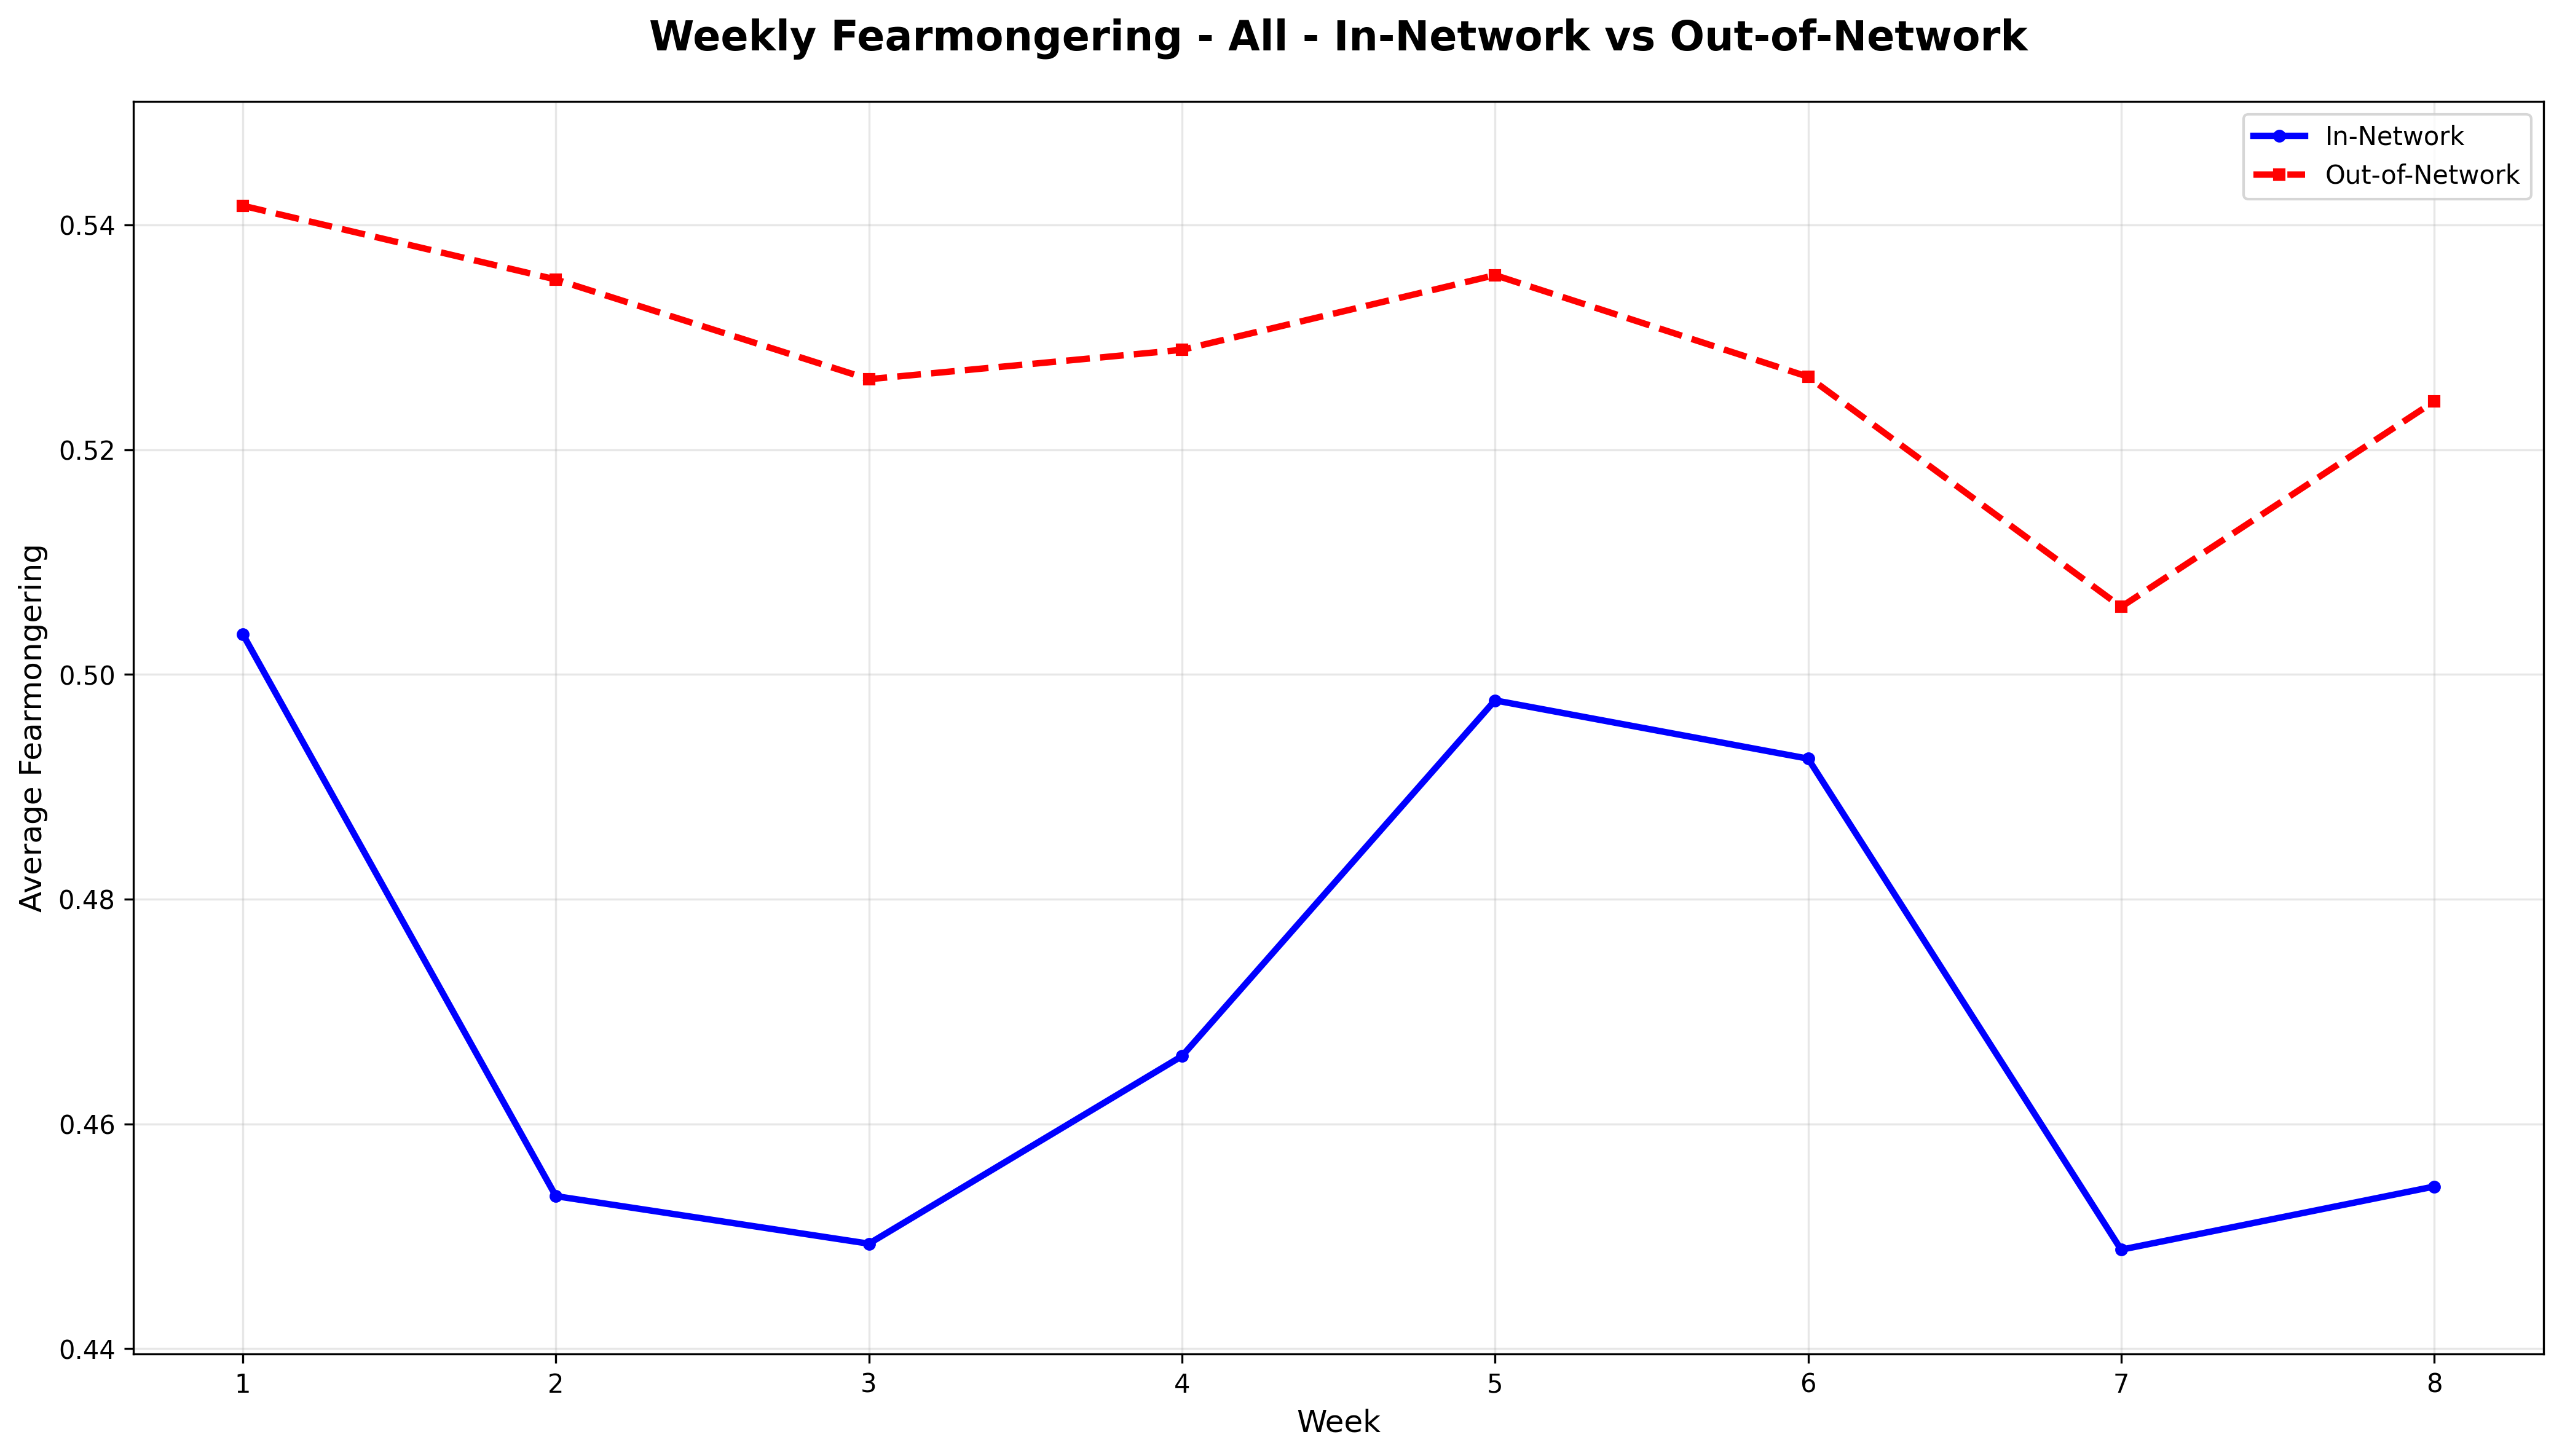 Weekly Fearmongering - All - In-Network vs Out-of-Network
In-Network
Out-of-Network
Average Fearmongering
0.54
0.52
0.50
0.48
0.46
0.44
1 2 3 4 5 6 7 8
Week